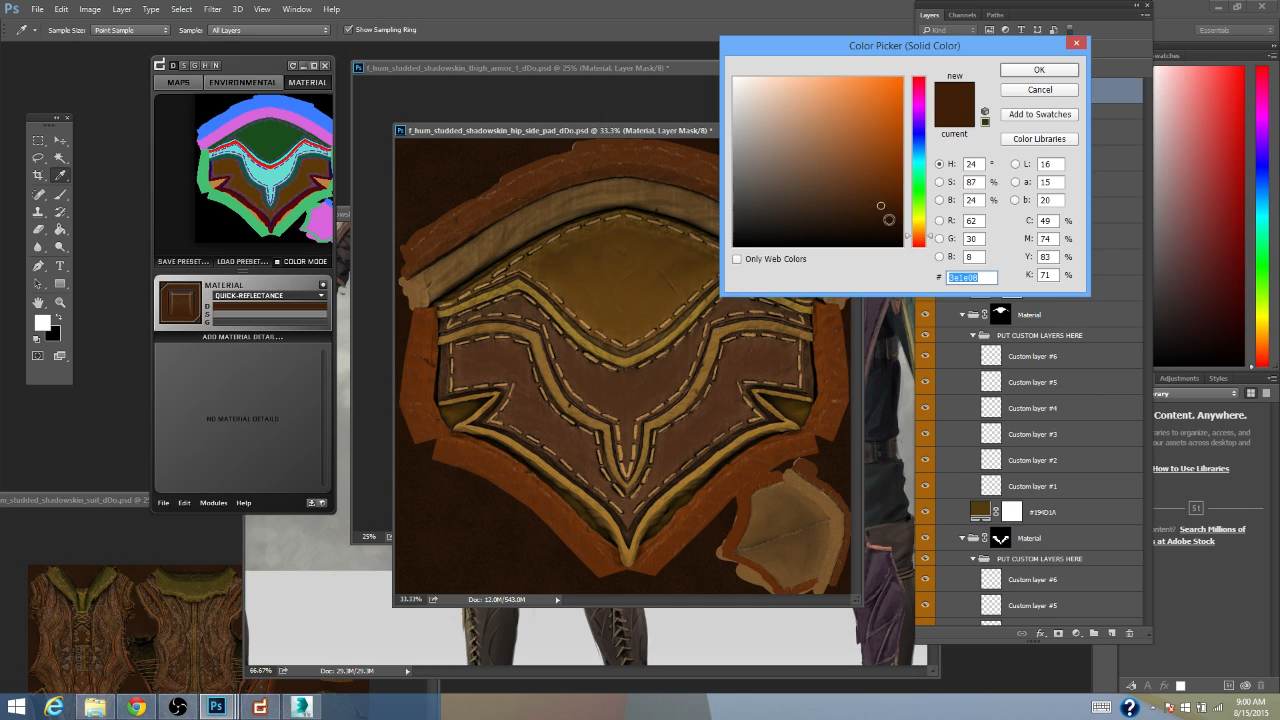 Ps File Edit Image Layer Type Select Filter 3D View Window Help
Sample Size: Point Sample Sample: All Layers Show Sampling Ring
Essentials
d D S G H N
MAPS ENVIRONMENTAL MATERIAL
SAVE PRESET... LOAD PRESET... COLOR MODE
MATERIAL
QUICK-REFLECTANCE
D
S
G
ADD MATERIAL DETAIL...
NO MATERIAL DETAILS
File Edit Modules Help
f_hum_studded_shadowskin_thigh_armor_1_dDo.psd @ 25% (Material, Layer Mask/8) *
25%
f_hum_studded_shadowskin_hip_side_pad_dDo.psd @ 33.3% (Material, Layer Mask/8) *
33.33% Doc: 12.0M/543.0M
66.67% Doc: 29.3M/29.3M
Color Picker (Solid Color)
new
current
OK
Cancel
Add to Swatches
Color Libraries
H: 24 °
S: 87 %
B: 24 %
R: 62
G: 30
B: 8
L: 16
a: 15
b: 20
C: 49 %
M: 74 %
Y: 83 %
K: 71 %
# 3e1e08
Only Web Colors
Layers Channels Paths
Kind
Material
PUT CUSTOM LAYERS HERE
Custom layer #6
Custom layer #5
Custom layer #4
Custom layer #3
Custom layer #2
Custom layer #1
#194D1A
Material
PUT CUSTOM LAYERS HERE
Custom layer #6
Custom layer #5
fx
Swatches
Adjustments Styles
Content. Anywhere.
How to Use Libraries
St
Search Millions of
at Adobe Stock
9:00 AM
8/15/2015